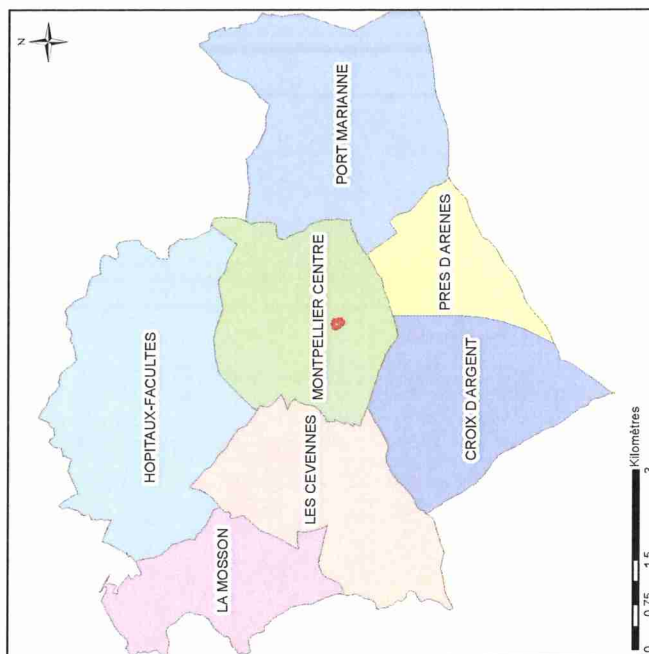 N
HOPITAUX-FACULTES
PORT MARIANNE
LA MOSSON
LES CEVENNES
MONTPELLIER CENTRE
PRES D ARENES
CROIX D'ARGENT
0 0,75 1,5 3
Kilomètres